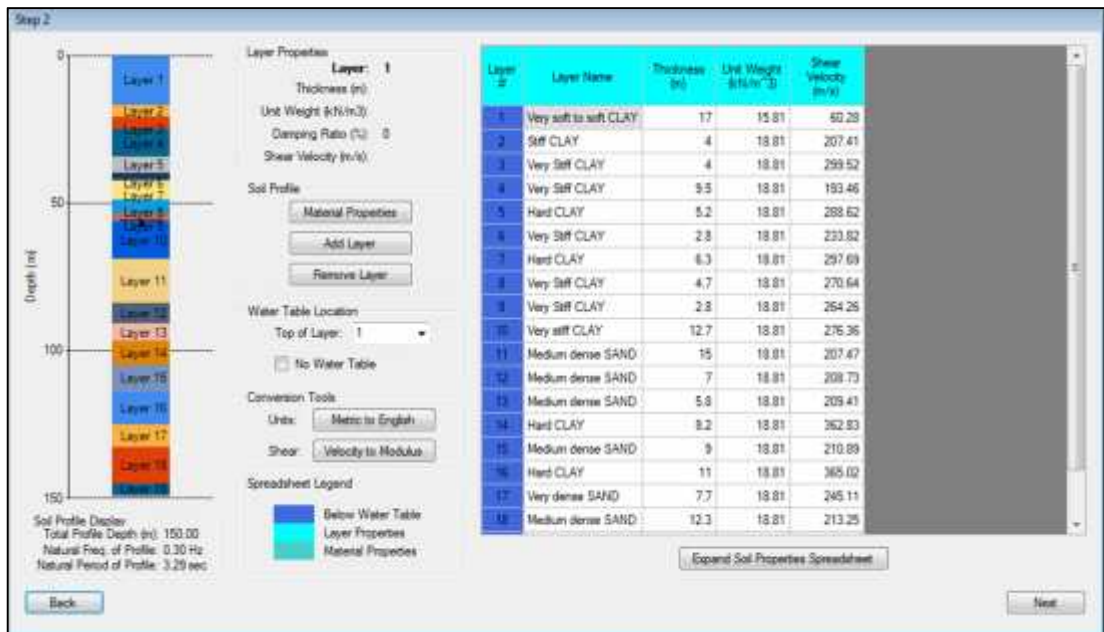 Step 2
0
50
100
150
Depth (m)
Layer 1
Layer 2
Layer 4
Layer 5
Layer 6
Layer 7
Layer 8
Layer 9
Layer 10
Layer 11
Layer 12
Layer 13
Layer 14
Layer 15
Layer 16
Layer 17
Layer 18
Layer 19
Soil Profile Display
Total Profile Depth (m): 150.00
Natural Freq. of Profile: 0.30 Hz
Natural Period of Profile: 3.29 sec
Back
Layer Properties
Layer: 1
Thickness (m):
Unit Weight (kN/m3):
Damping Ratio (%): 0
Shear Velocity (m/s):
Soil Profile
Material Properties
Add Layer
Remove Layer
Water Table Location
Top of Layer: 1
No Water Table
Conversion Tools
Units: Metric to English
Shear: Velocity to Modulus
Spreadsheet Legend
Below Water Table
Layer Properties
Material Properties
Layer # Layer Name Thickness (m) Unit Weight (kN/m^3) Shear Velocity (m/s)
1 Very soft to soft CLAY 17 15.81 60.28
2 Stiff CLAY 4 18.81 207.41
3 Very Stiff CLAY 4 18.81 299.52
4 Very Stiff CLAY 9.5 18.81 193.46
5 Hard CLAY 5.2 18.81 288.62
6 Very Stiff CLAY 2.8 18.81 233.82
7 Hard CLAY 6.3 18.81 297.69
8 Very Stiff CLAY 4.7 18.81 270.64
9 Very Stiff CLAY 2.8 18.81 264.26
10 Very stiff CLAY 12.7 18.81 276.36
11 Medium dense SAND 15 18.81 207.47
12 Medium dense SAND 7 18.81 208.73
13 Medium dense SAND 5.8 18.81 209.41
14 Hard CLAY 8.2 18.81 362.83
15 Medium dense SAND 9 18.81 210.89
16 Hard CLAY 11 18.81 365.02
17 Very dense SAND 7.7 18.81 245.11
18 Medium dense SAND 12.3 18.81 213.25
Expand Soil Properties Spreadsheet
Next